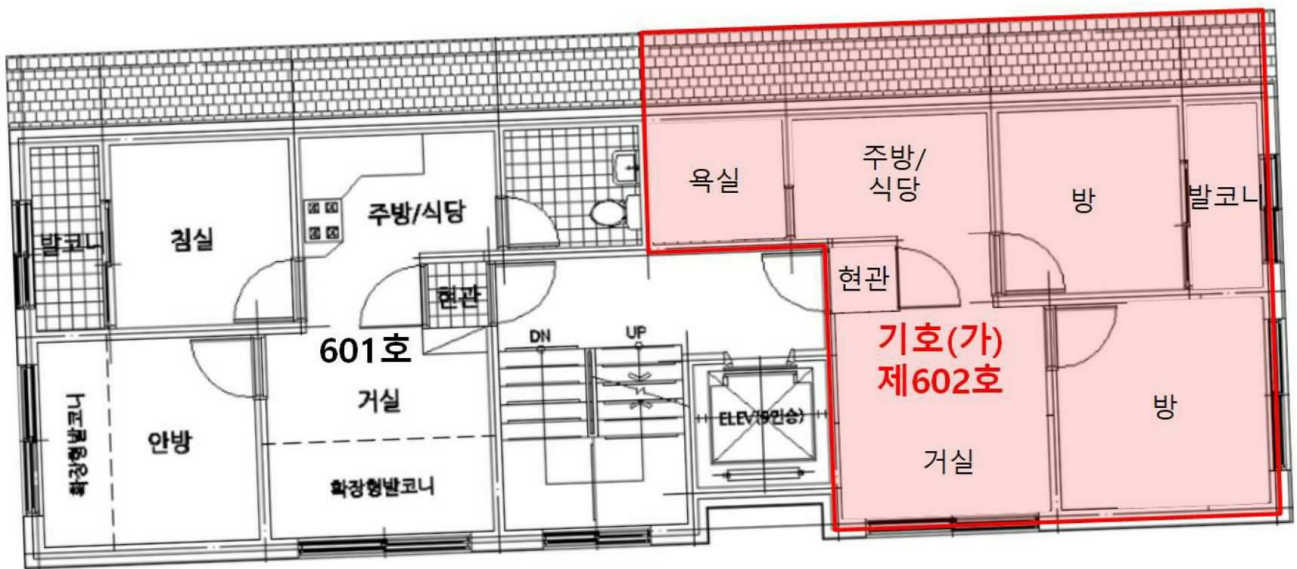 욕실
주방/
식당
방
발코니
발코니
침실
주방/식당
현관
현관
601호
DN
UP
기호(가)
제602호
ELEV(9인승)
거실
방
확장형발코니
안방
거실
확장형발코니